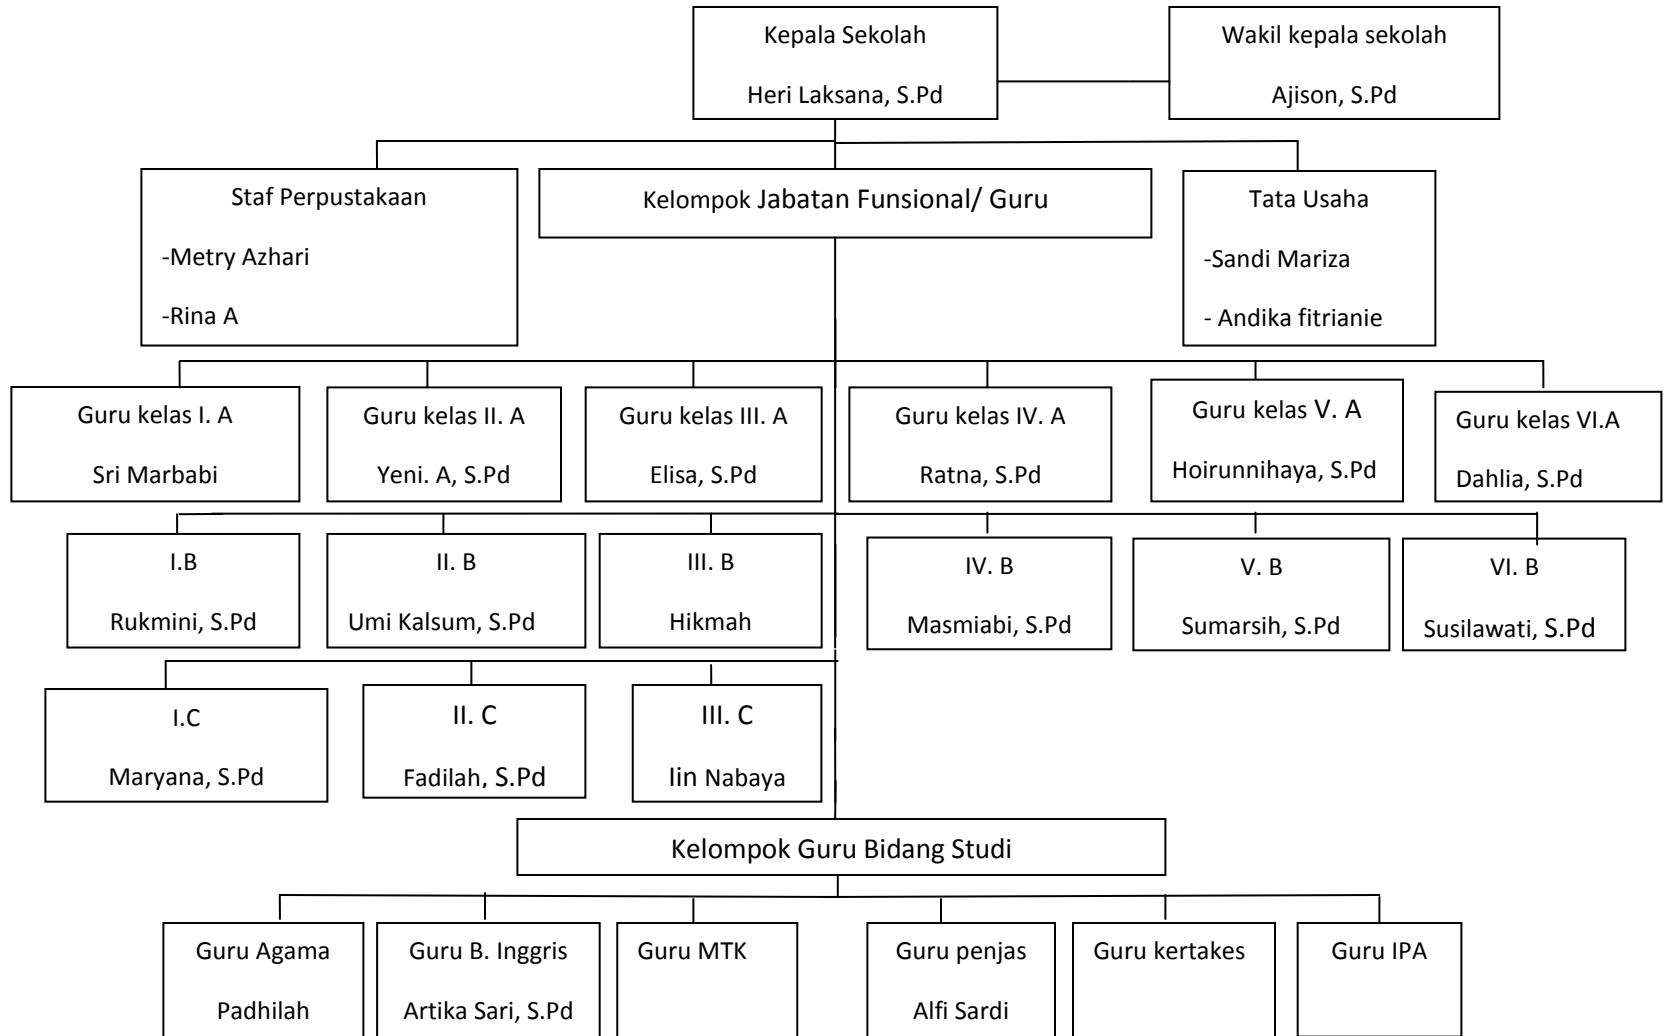 Kepala Sekolah
Heri Laksana, S.Pd
Wakil kepala sekolah
Ajison, S.Pd
Staf Perpustakaan
-Metry Azhari
-Rina A
Kelompok Jabatan Funsional/ Guru
Tata Usaha
-Sandi Mariza
- Andika fitrianie
Guru kelas I. A
Sri Marbabi
Guru kelas II. A
Yeni. A, S.Pd
Guru kelas III. A
Elisa, S.Pd
Guru kelas IV. A
Ratna, S.Pd
Guru kelas V. A
Hoirunnihaya, S.Pd
Guru kelas VI.A
Dahlia, S.Pd
I.B
Rukmini, S.Pd
II. B
Umi Kalsum, S.Pd
III. B
Hikmah
IV. B
Masmiabi, S.Pd
V. B
Sumarsih, S.Pd
VI. B
Susilawati, S.Pd
I.C
Maryana, S.Pd
II. C
Fadilah, S.Pd
III. C
Iin Nabaya
Kelompok Guru Bidang Studi
Guru Agama
Padhilah
Guru B. Inggris
Artika Sari, S.Pd
Guru MTK
Guru penjas
Alfi Sardi
Guru kertakes
Guru IPA